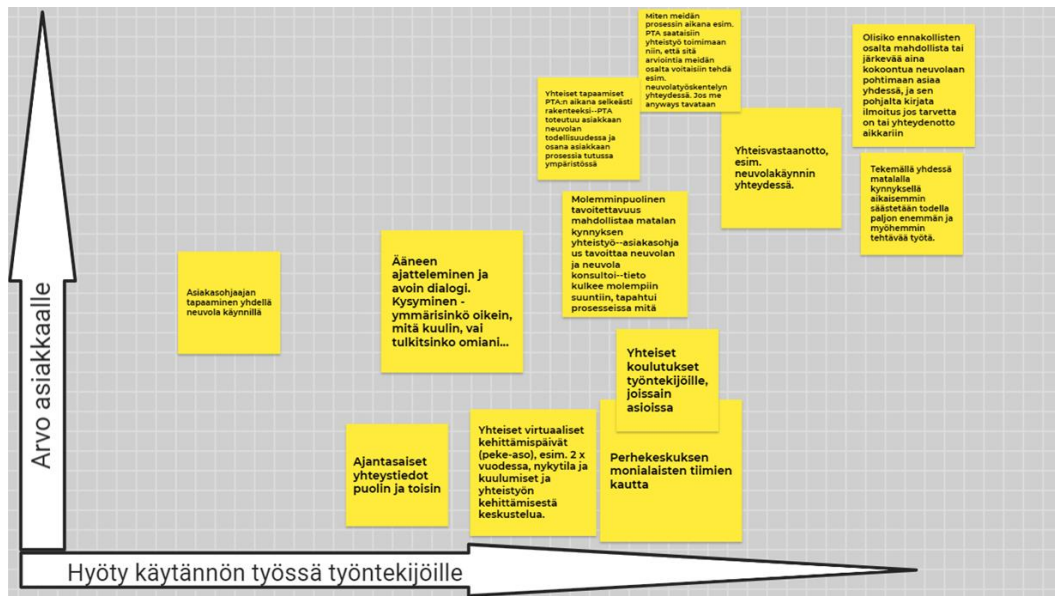 Miten meidän
prosessin aikana esim.
PTA saataisiin
yhteistyö toimimaan
niin, että sitä
arviointia meidän
osalta voitaisiin tehdä
esim.
neuvolatyöskentelyn
yhteydessä. Jos me
anyways tavataan
Olisiko ennakollisten
osalta mahdollista tai
järkevää aina
kokoontua neuvolaan
pohtimaan asiaa
yhdessä, ja sen
pohjalta kirjata
ilmoitus jos tarvetta
on tai yhteydenotto
aikkariin
Yhteiset tapaamiset
PTA:n aikana selkeästi
rakenteeksi--PTA
toteutuu asiakkaan
neuvolan
todellisuudessa ja
osana asiakkaan
prosessia tutussa
ympäristössä
Yhteisvastaanotto,
esim.
neuvolakäynnin
yhteydessä.
Tekemällä yhdessä
matalalla
kynnyksellä
aikaisemmin
säästetään todella
paljon enemmän ja
myöhemmin
tehtävää työtä.
Molemminpuolinen
tavoitettavuus
mahdollistaa matalan
kynnyksen
yhteistyö--asiakasohja
us tavoittaa neuvolan
ja neuvola
konsultoi--tieto
kulkee molempiin
suuntiin, tapahtui
prosesseissa mitä
Ääneen
ajatteleminen ja
avoin dialogi.
Kysyminen -
ymmärisinkö oikein,
mitä kuulin, vai
tulkitsinko omiani...
Asiakasohjaajan
tapaaminen yhdellä
neuvola käynnillä
Yhteiset
koulutukset
työntekijöille,
joissain
asioissa
Ajantasaiset
yhteystiedot
puolin ja toisin
Yhteiset virtuaaliset
kehittämispäivät
(peke-aso), esim. 2 x
vuodessa, nykytila ja
kuulumiset ja
yhteistyön
kehittämisestä
keskustelua.
Perhekeskuksen
monialaisten tiimien
kautta
Arvo asiakkaalle
Hyöty käytännön työssä työntekijöille